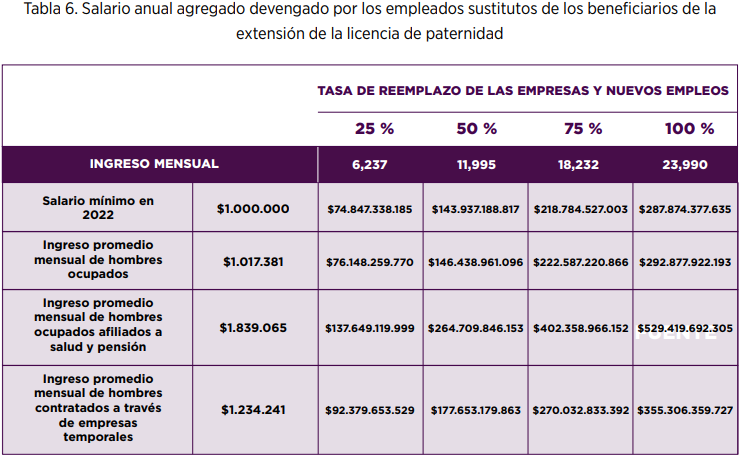 Tabla 6. Salario anual agregado devengado por los empleados sustitutos de los beneficiarios de la
extensión de la licencia de paternidad
TASA DE REEMPLAZO DE LAS EMPRESAS Y NUEVOS EMPLEOS
25 % 50 % 75 % 100 %
INGRESO MENSUAL 6,237 11,995 18,232 23,990
Salario mínimo en
2022
$1.000.000 $74.847.338.185 $143.937.188.817 $218.784.527.003 $287.874.377.635
Ingreso promedio
mensual de hombres
ocupados
$1.017.381 $76.148.259.770 $146.438.961.096 $222.587.220.866 $292.877.922.193
Ingreso promedio
mensual de hombres
ocupados afiliados a
salud y pensión
$1.839.065 $137.649.119.999 $264.709.846.153 $402.358.966.152 $529.419.692.305
FUENTE
Ingreso promedio
mensual de hombres
contratados a través
de empresas
temporales
$1.234.241 $92.379.653.529 $177.653.179.863 $270.032.833.392 $355.306.359.727